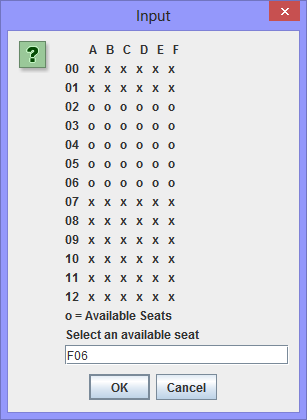 Input
×
?
A B C D E F
00 x x x x x x
01 x x x x x x
02 o o o o o o
03 o o o o o o
04 o o o o o o
05 o o o o o o
06 o o o o o o
07 x x x x x x
08 x x x x x x
09 x x x x x x
10 x x x x x x
11 x x x x x x
12 x x x x x x
o = Available Seats
Select an available seat
F06
OK Cancel